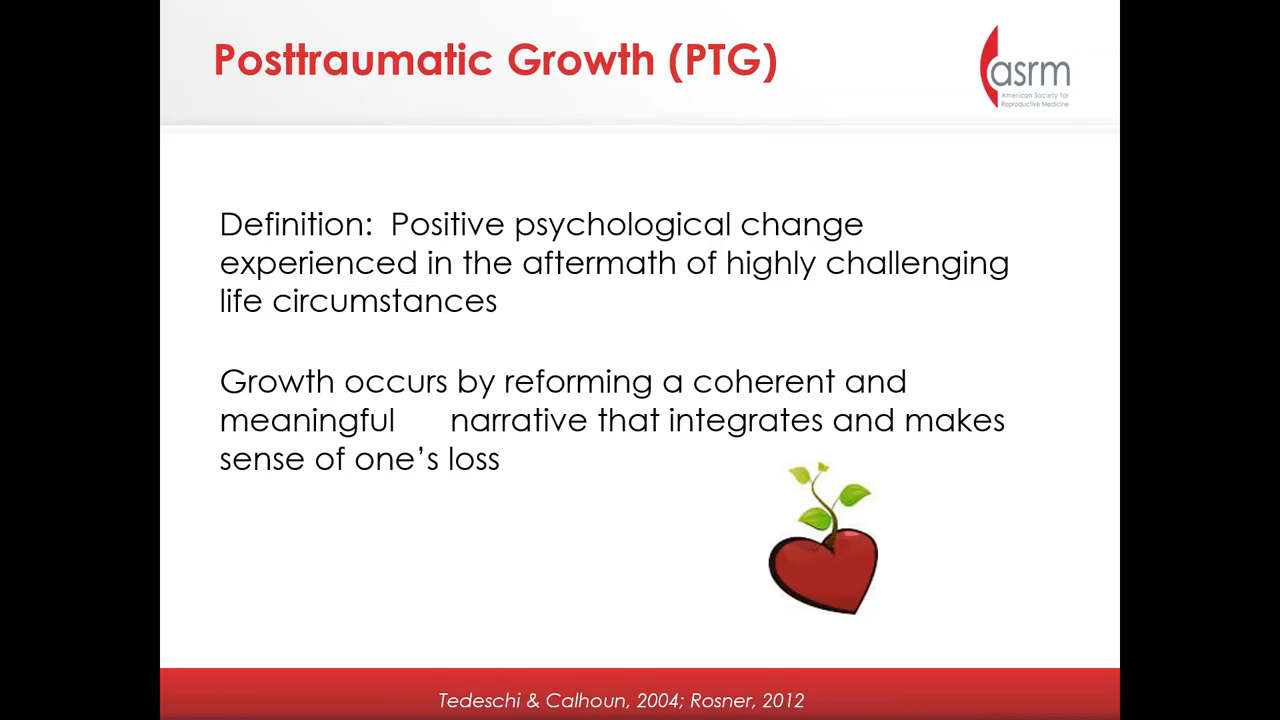 Posttraumatic Growth (PTG)
asrm
American Society for
Reproductive Medicine
Definition:  Positive psychological change
experienced in the aftermath of highly challenging
life circumstances
Growth occurs by reforming a coherent and
meaningful      narrative that integrates and makes
sense of one’s loss
Tedeschi & Calhoun, 2004; Rosner, 2012